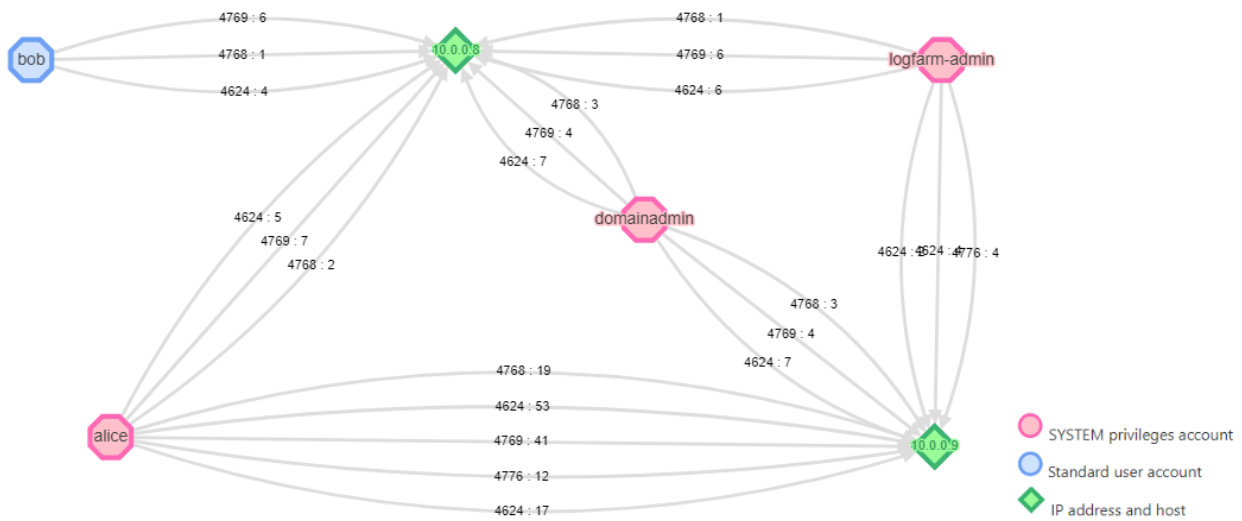 4769 : 6
bob
4768 : 1
4624 : 4
10.0.0.8
4768 : 1
4769 : 6
4624 : 6
logfarm-admin
4768 : 3
4769 : 4
4624 : 7
domainadmin
4624 : 5
4769 : 7
4768 : 2
4624 : 4
4776 : 4
4768 : 3
4769 : 4
4624 : 7
4768 : 19
4624 : 53
alice
4769 : 41
10.0.0.9
4776 : 12
4624 : 17
SYSTEM privileges account
Standard user account
IP address and host